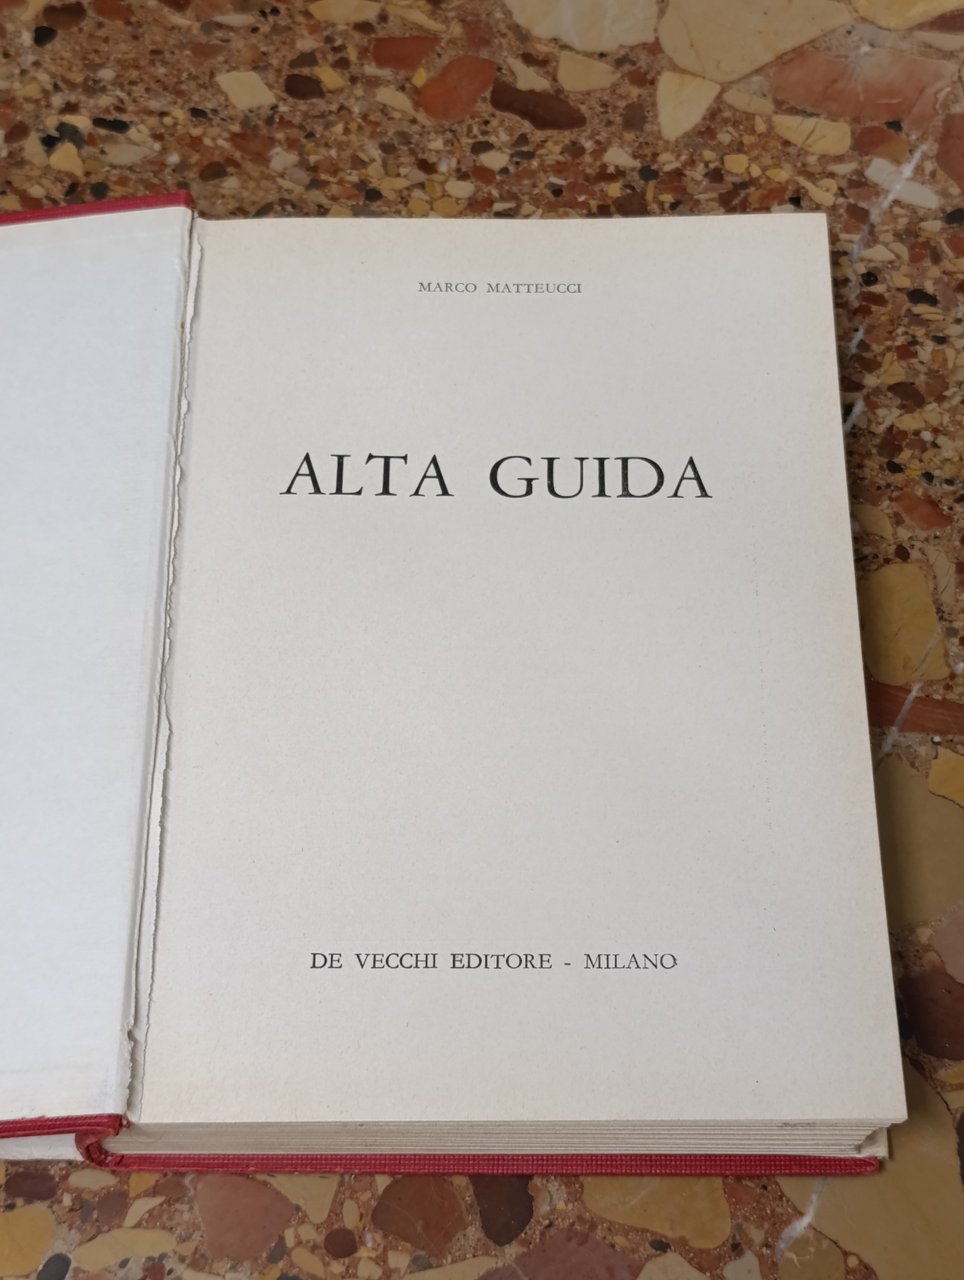 MARCO MATTEUCCI
ALTA GUIDA
DE VECCHI EDITORE - MILANO